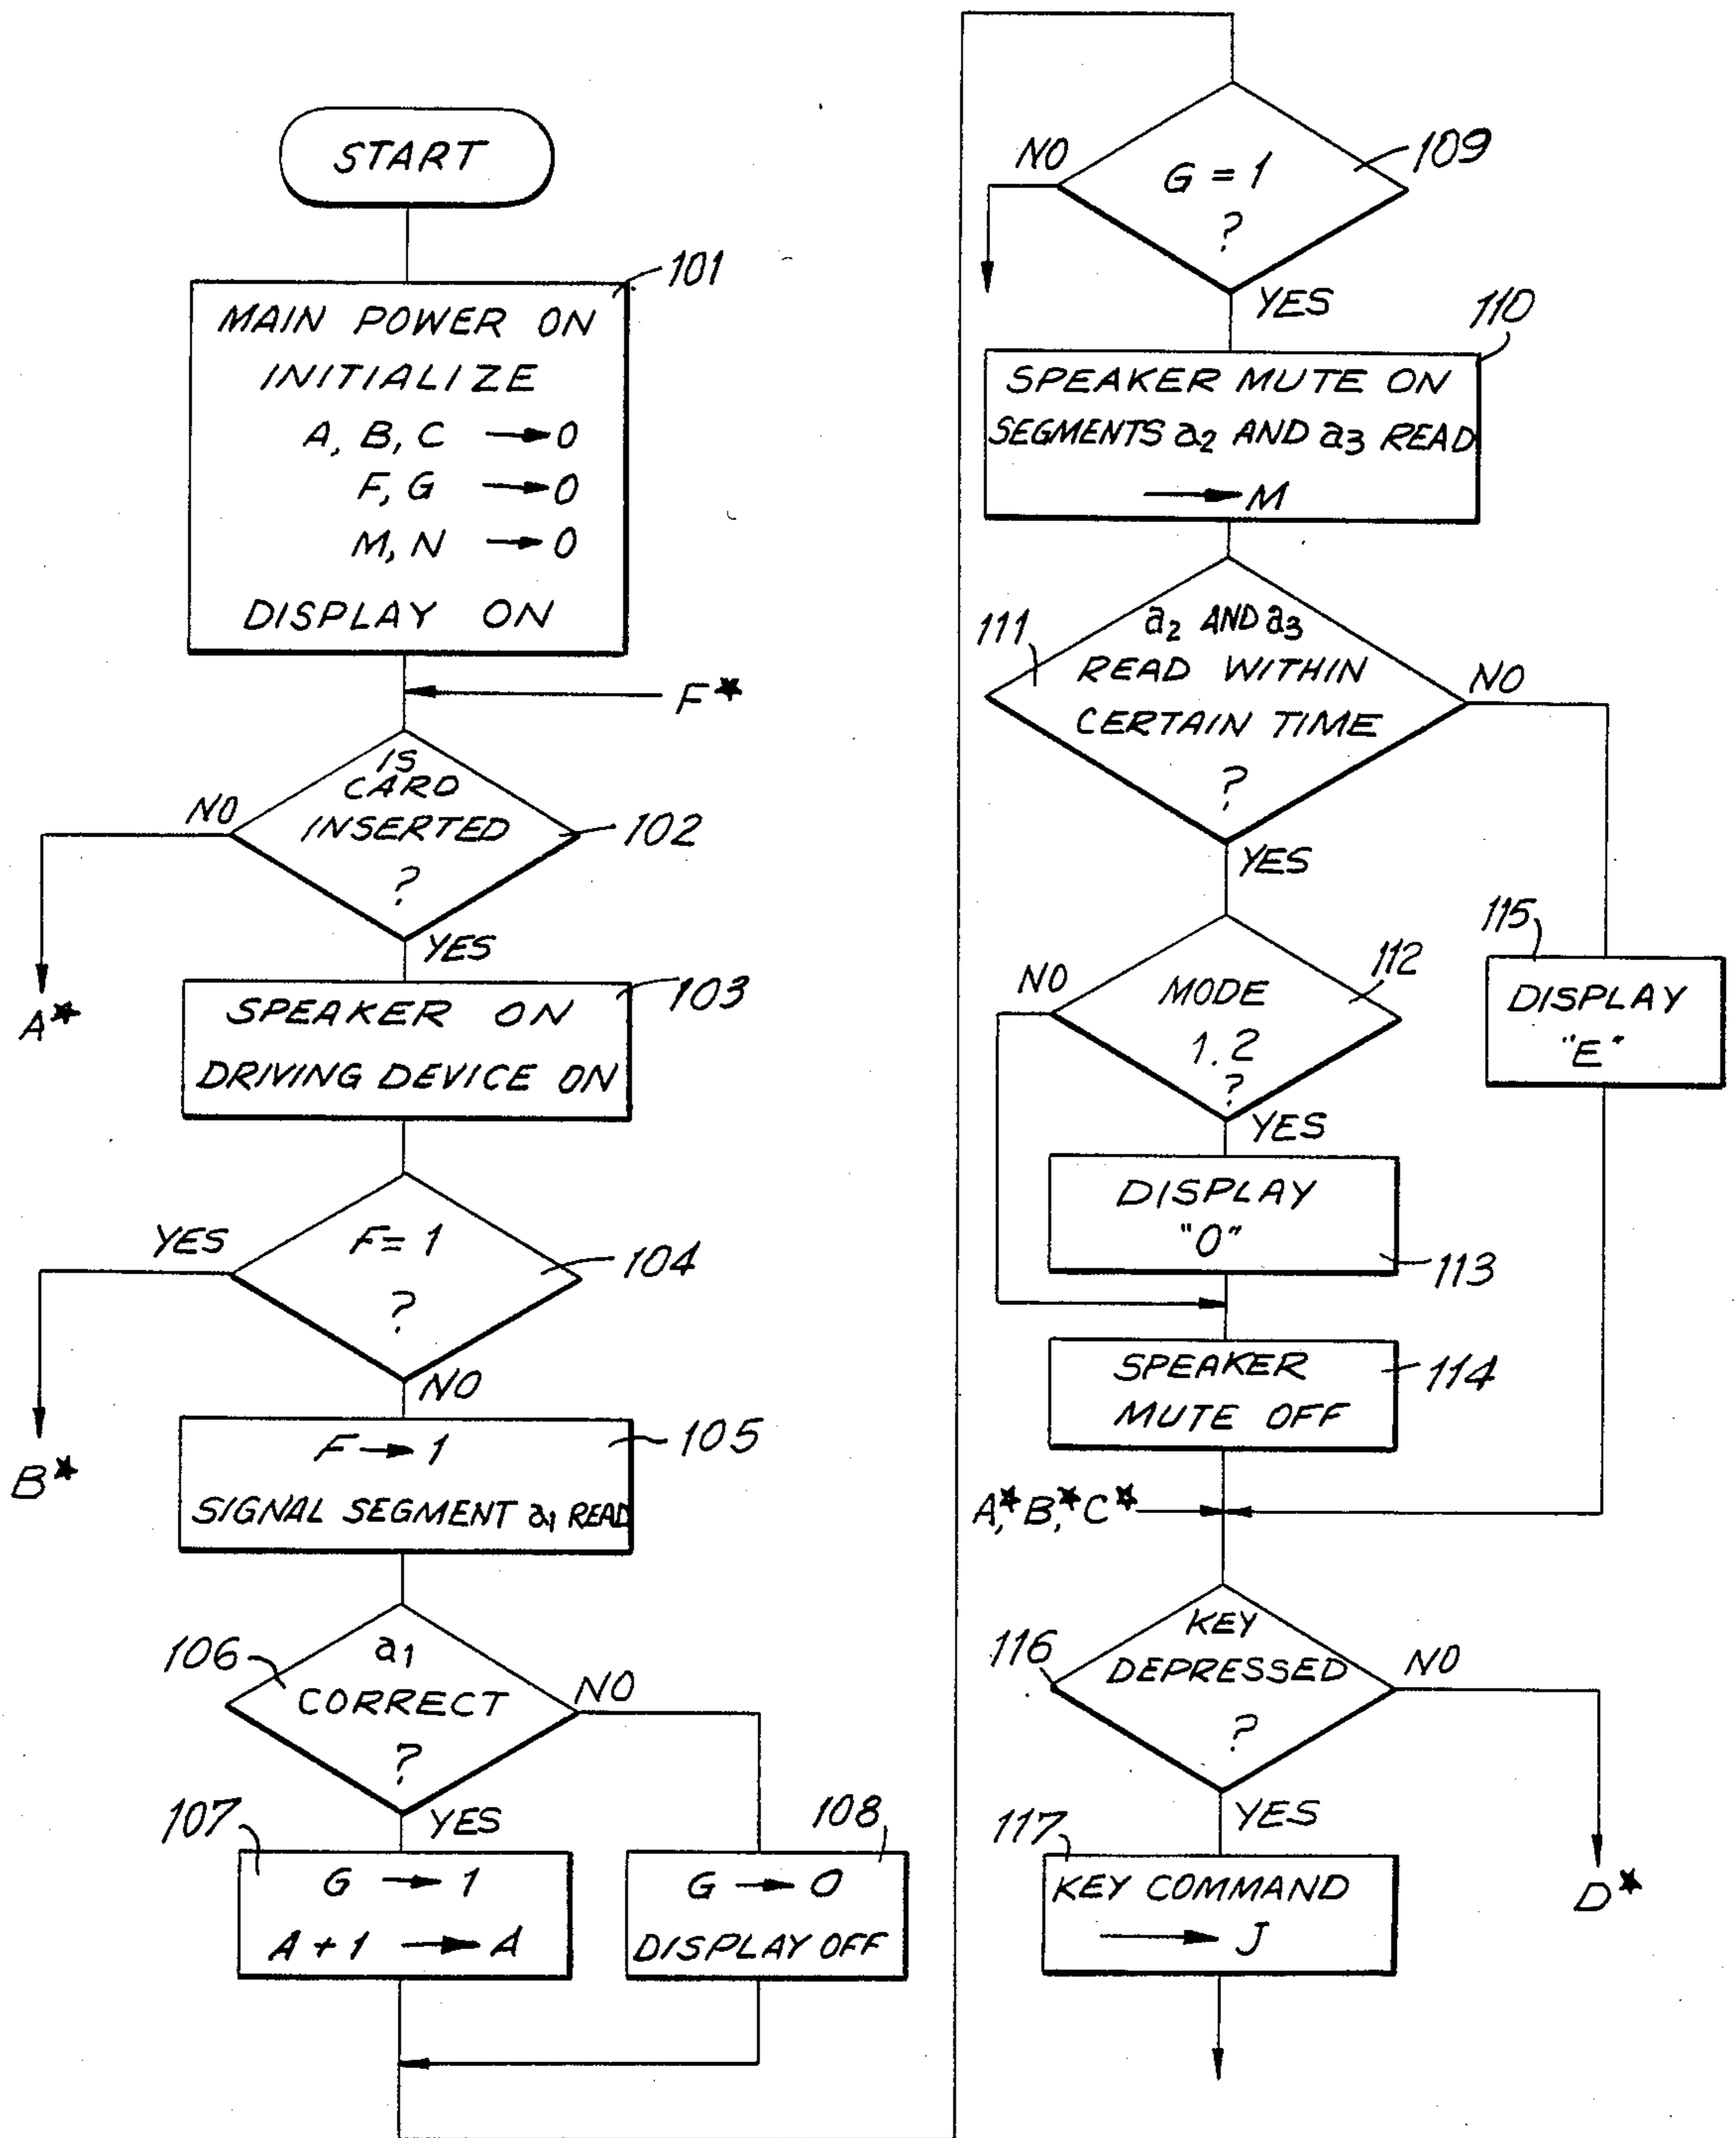 START
101
MAIN POWER ON
INITIALIZE
A, B, C → 0
F, G → 0
M, N → 0
DISPLAY ON
F★
IS
CARD
INSERTED
?
102
NO
YES
A★
103
SPEAKER ON
DRIVING DEVICE ON
F = 1
?
104
YES
NO
B★
105
F → 1
SIGNAL SEGMENT a1 READ
106
a1
CORRECT
?
NO
YES
107
G → 1
A + 1 → A
108
G → 0
DISPLAY OFF
109
G = 1
?
NO
YES
110
SPEAKER MUTE ON
SEGMENTS a2 AND a3 READ
→ M
111
a2 AND a3
READ WITHIN
CERTAIN TIME
?
NO
YES
112
MODE
1.2
?
NO
YES
115
DISPLAY
"E"
DISPLAY
"0"
113
SPEAKER
MUTE OFF
114
A★, B★, C★
116
KEY
DEPRESSED
?
NO
YES
D★
117
KEY COMMAND
→ J